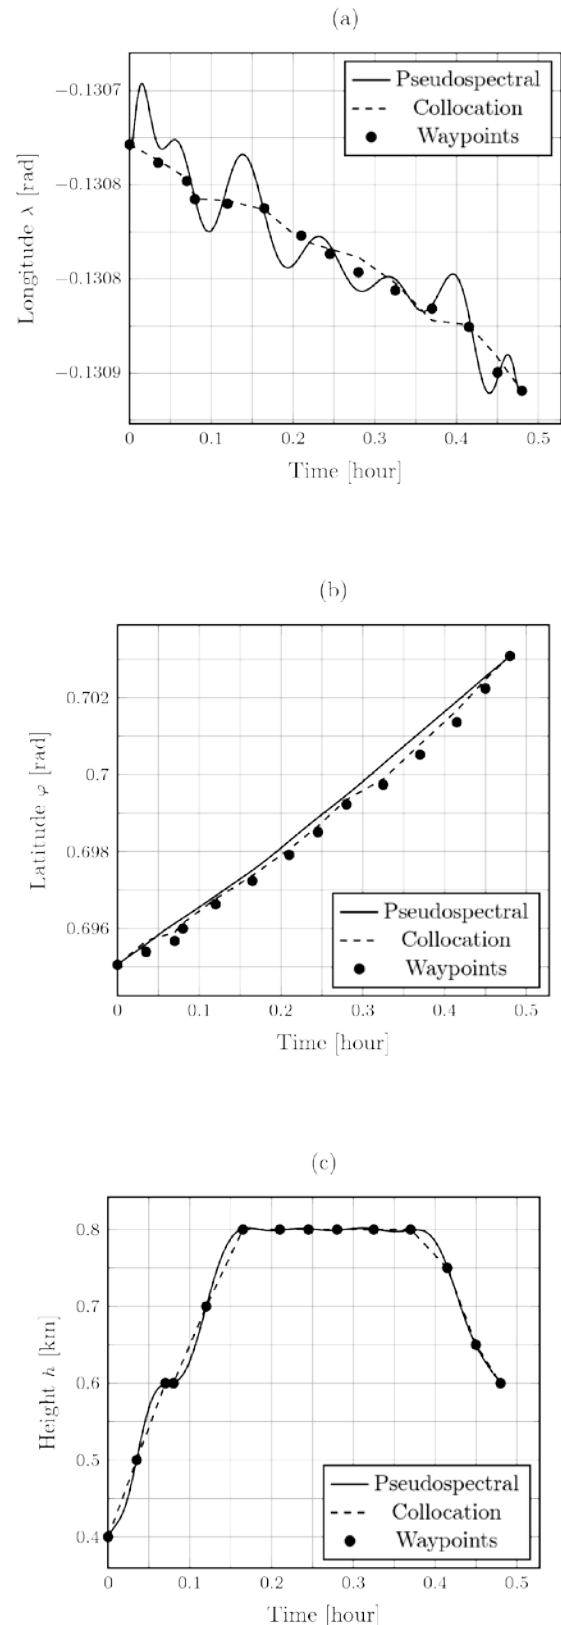 (a)
−0.1307
−0.1308
−0.1308
−0.1309
Longitude λ [rad]
Pseudospectral
Collocation
Waypoints
0
0.1
0.2
0.3
0.4
0.5
Time [hour]
(b)
0.702
0.7
0.698
0.696
Latitude φ [rad]
Pseudospectral
Collocation
Waypoints
0
0.1
0.2
0.3
0.4
0.5
Time [hour]
(c)
0.8
0.7
0.6
0.5
0.4
Height h [km]
Pseudospectral
Collocation
Waypoints
0
0.1
0.2
0.3
0.4
0.5
Time [hour]